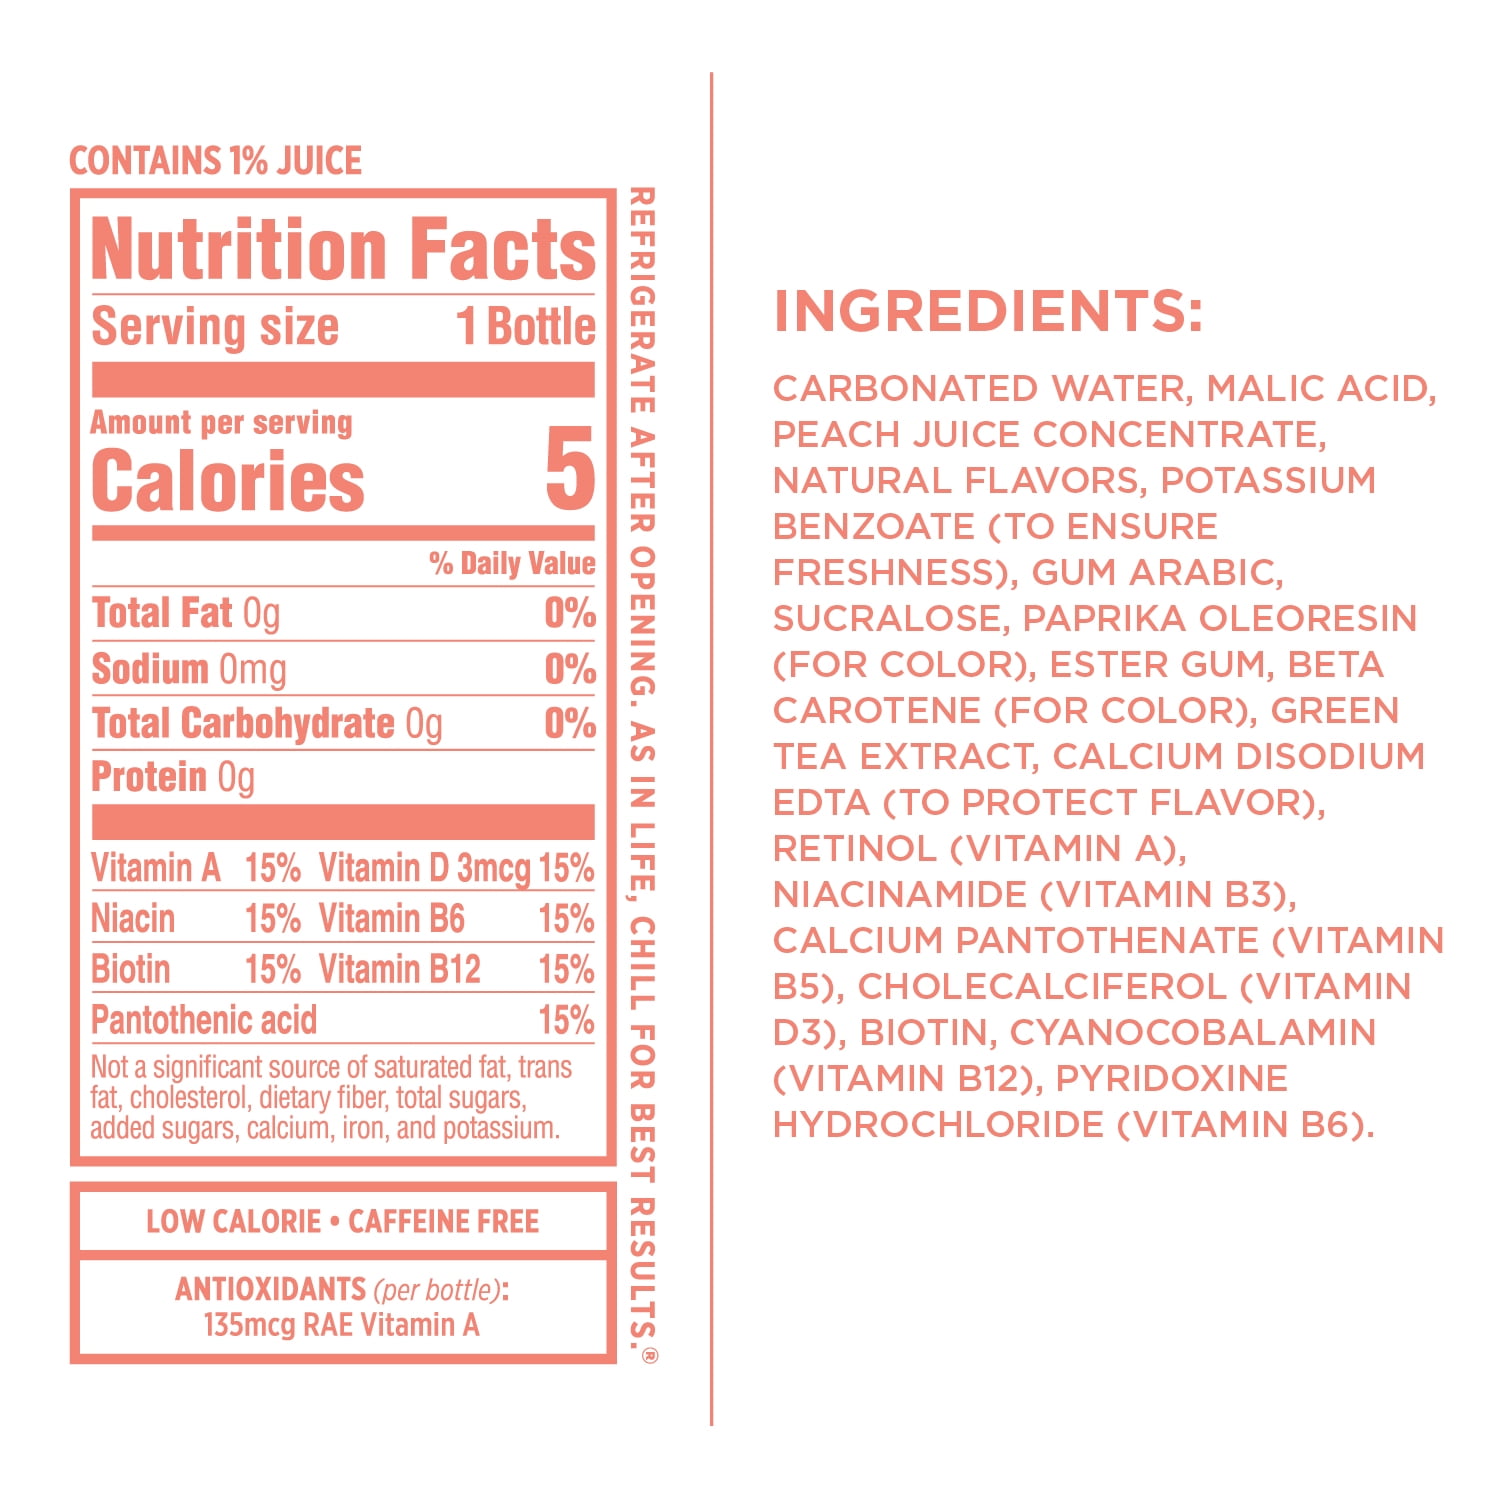 CONTAINS 1% JUICE
Nutrition Facts
Serving size 1 Bottle
Amount per serving
Calories 5
% Daily Value
Total Fat 0g 0%
Sodium 0mg 0%
Total Carbohydrate 0g 0%
Protein 0g
Vitamin A 15% Vitamin D 3mcg 15%
Niacin 15% Vitamin B6 15%
Biotin 15% Vitamin B12 15%
Pantothenic acid 15%
Not a significant source of saturated fat, trans
fat, cholesterol, dietary fiber, total sugars,
added sugars, calcium, iron, and potassium.
LOW CALORIE • CAFFEINE FREE
ANTIOXIDANTS (per bottle):
135mcg RAE Vitamin A
REFRIGERATE AFTER OPENING. AS IN LIFE, CHILL FOR BEST RESULTS.®
INGREDIENTS:
CARBONATED WATER, MALIC ACID,
PEACH JUICE CONCENTRATE,
NATURAL FLAVORS, POTASSIUM
BENZOATE (TO ENSURE
FRESHNESS), GUM ARABIC,
SUCRALOSE, PAPRIKA OLEORESIN
(FOR COLOR), ESTER GUM, BETA
CAROTENE (FOR COLOR), GREEN
TEA EXTRACT, CALCIUM DISODIUM
EDTA (TO PROTECT FLAVOR),
RETINOL (VITAMIN A),
NIACINAMIDE (VITAMIN B3),
CALCIUM PANTOTHENATE (VITAMIN
B5), CHOLECALCIFEROL (VITAMIN
D3), BIOTIN, CYANOCOBALAMIN
(VITAMIN B12), PYRIDOXINE
HYDROCHLORIDE (VITAMIN B6).